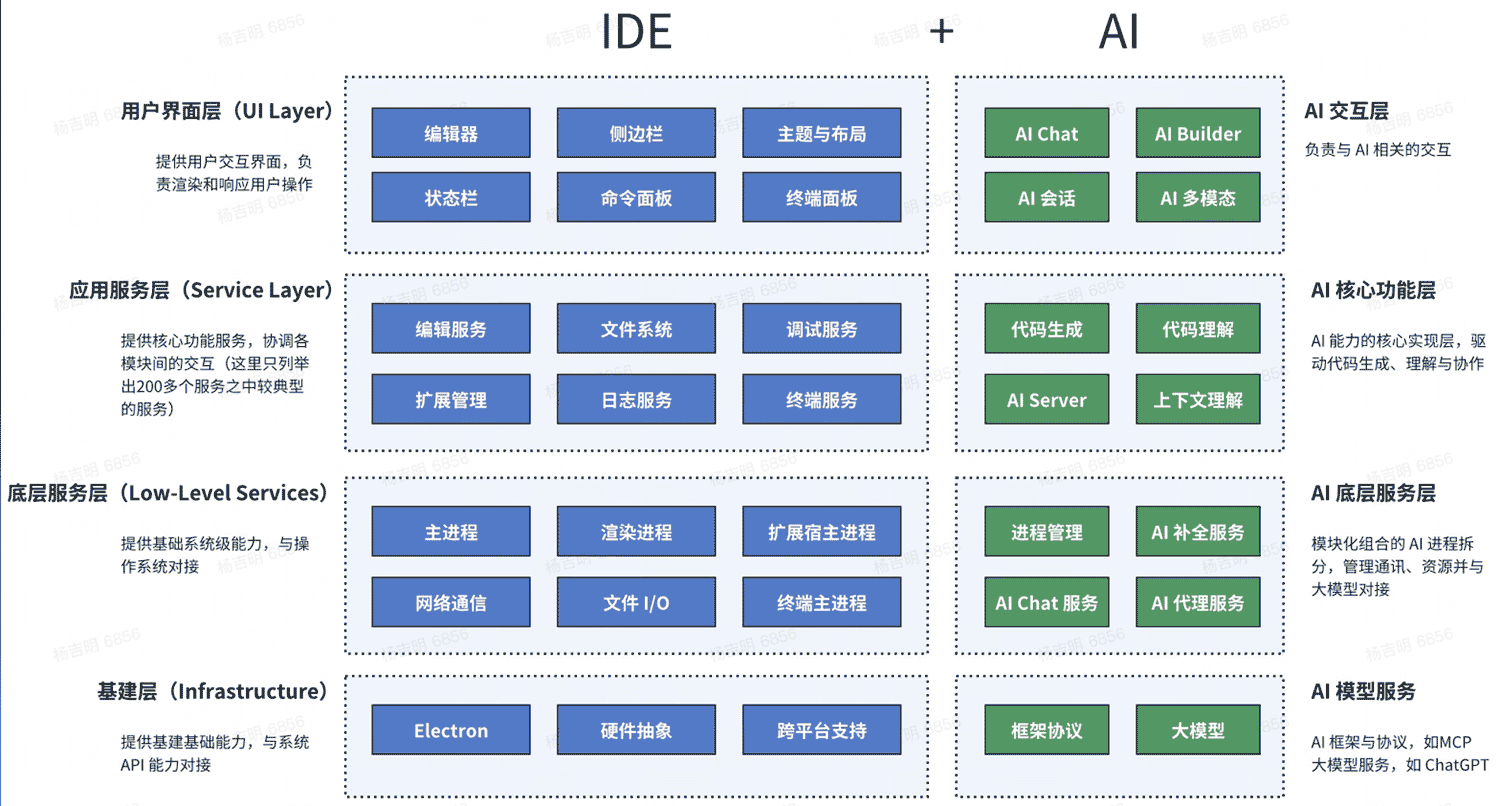 IDE + AI
用户界面层（UI Layer）
提供用户交互界面，负
责渲染和响应用户操作
编辑器 侧边栏 主题与布局
状态栏 命令面板 终端面板
AI Chat AI Builder
AI 会话 AI 多模态
AI 交互层
负责与 AI 相关的交互
应用服务层（Service Layer）
提供核心功能服务，协调各
模块间的交互（这里只列举
出200多个服务之中较典型
的服务）
编辑服务 文件系统 调试服务
扩展管理 日志服务 终端服务
代码生成 代码理解
AI Server 上下文理解
AI 核心功能层
AI 能力的核心实现层，驱
动代码生成、理解与协作
底层服务层（Low-Level Services）
提供基础系统级能力，与操
作系统对接
主进程 渲染进程 扩展宿主进程
网络通信 文件 I/O 终端主进程
进程管理 AI 补全服务
AI Chat 服务 AI 代理服务
AI 底层服务层
模块化组合的 AI 进程拆
分，管理通讯、资源并与
大模型对接
基建层（Infrastructure）
提供基建基础能力，与系统
API 能力对接
Electron 硬件抽象 跨平台支持
框架协议 大模型
AI 模型服务
AI 框架与协议，如MCP
大模型服务，如 ChatGPT
杨吉明 6856